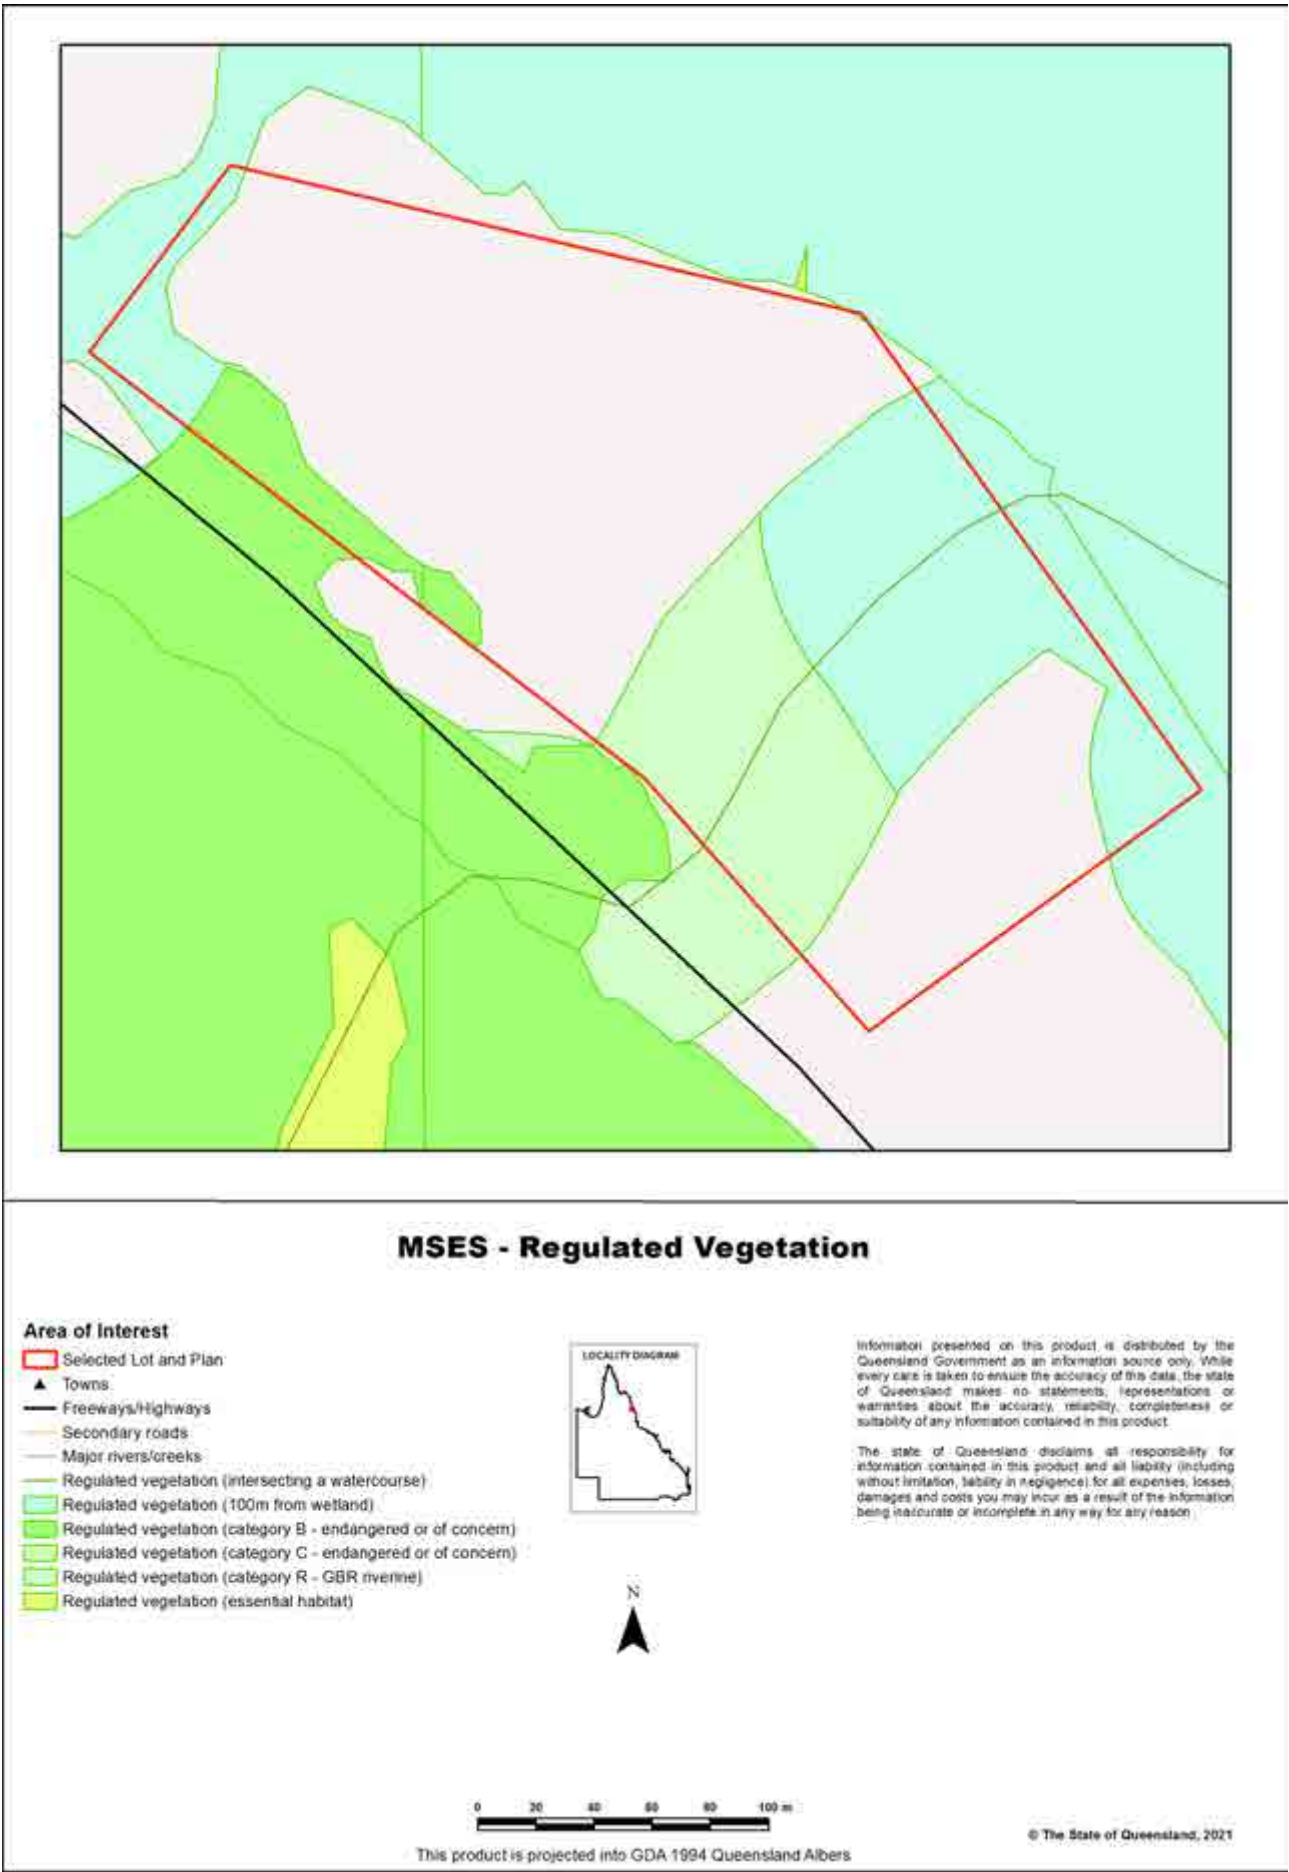 MSES - Regulated Vegetation
Area of Interest
Selected Lot and Plan
Towns
Freeways/Highways
Secondary roads
Major rivers/creeks
Regulated vegetation (intersecting a watercourse)
Regulated vegetation (100m from wetland)
Regulated vegetation (category B - endangered or of concern)
Regulated vegetation (category C - endangered or of concern)
Regulated vegetation (category R - GBR riverine)
Regulated vegetation (essential habitat)
LOCALITY DIAGRAM
N
Information presented on this product is distributed by the
Queensland Government as an information source only. While
every care is taken to ensure the accuracy of this data, the state
of Queensland makes no statements, representations or
warranties about the accuracy, reliability, completeness or
suitability of any information contained in this product.
The state of Queensland disclaims all responsibility for
information contained in this product and all liability (including
without limitation, liability in negligence) for all expenses, losses,
damages and costs you may incur as a result of the information
being inaccurate or incomplete in any way for any reason.
0 20 40 60 80 100 m
This product is projected into GDA 1994 Queensland Albers
© The State of Queensland, 2021